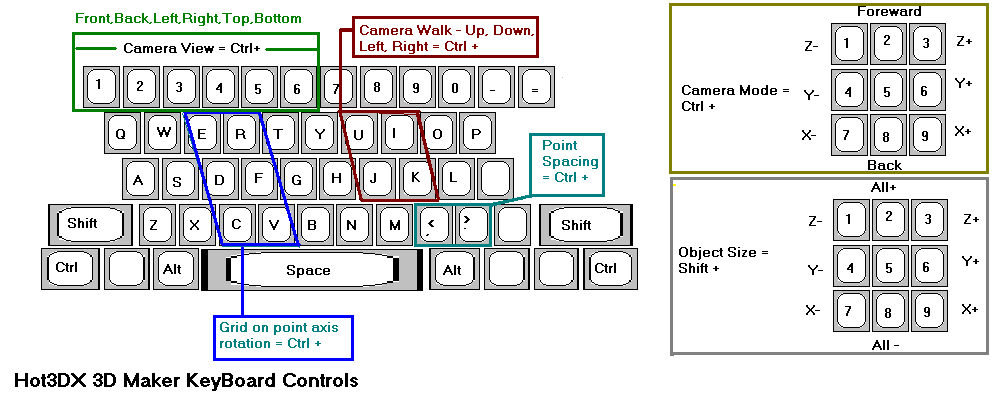 Front,Back,Left,Right,Top,Bottom
Camera View = Ctrl+
Camera Walk - Up, Down,
Left, Right = Ctrl +
1 2 3 4 5 6 7 8 9 0 - =
Q W E R T Y U I O P
A S D F G H J K L
Point
Spacing
= Ctrl +
Shift Z X C V B N M < , > . Shift
Ctrl Alt Space Alt Ctrl
Grid on point axis
rotation = Ctrl +
Hot3DX 3D Maker KeyBoard Controls
Foreward
Z- 1 2 3 Z+
Camera Mode =
Ctrl +
Y- 4 5 6 Y+
X- 7 8 9 X+
Back
All+
Z- 1 2 3 Z+
Object Size =
Shift +
Y- 4 5 6 Y+
X- 7 8 9 X+
All -